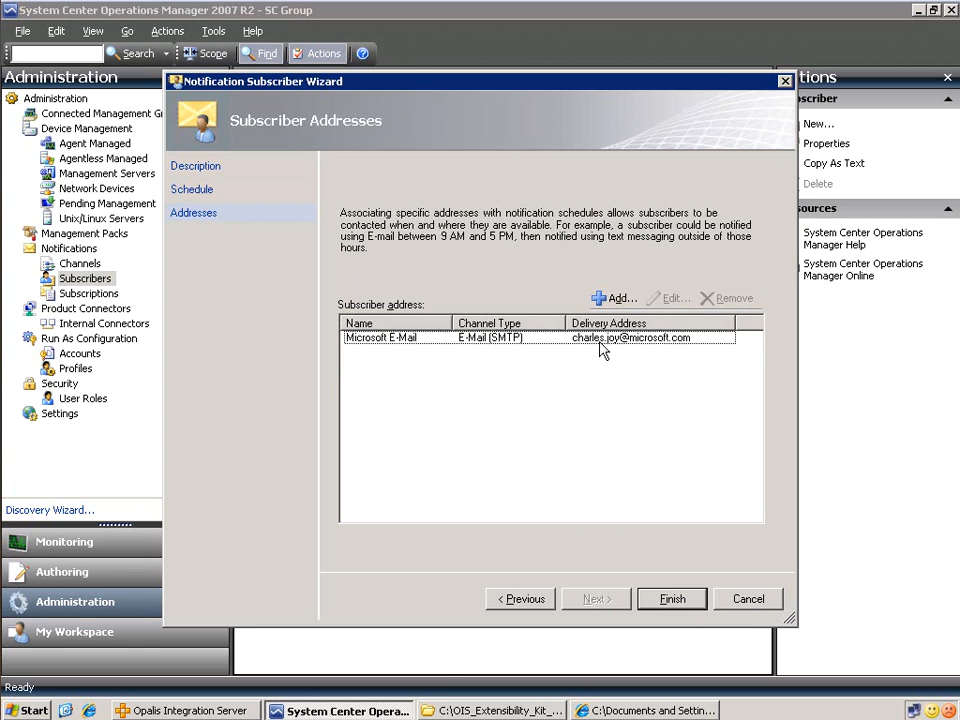 System Center Operations Manager 2007 R2 - SC Group
File Edit View Go Actions Tools Help
Search Scope Find Actions
Administration
Administration
Connected Management G
Device Management
Agent Managed
Agentless Managed
Management Servers
Network Devices
Pending Management
Unix/Linux Servers
Management Packs
Notifications
Channels
Subscribers
Subscriptions
Product Connectors
Internal Connectors
Run As Configuration
Accounts
Profiles
Security
User Roles
Settings
Discovery Wizard...
Monitoring
Authoring
Administration
My Workspace
Notification Subscriber Wizard
Subscriber Addresses
Description
Schedule
Addresses
Associating specific addresses with notification schedules allows subscribers to be
contacted when and where they are available. For example, a subscriber could be notified
using E-mail between 9 AM and 5 PM, then notified using text messaging outside of those
hours.
Add... Edit... Remove
Subscriber address:
Name Channel Type Delivery Address
Microsoft E-Mail E-Mail (SMTP) charles.joy@microsoft.com
< Previous Next > Finish Cancel
tions
bscriber
New...
Properties
Copy As Text
Delete
sources
System Center Operations
Manager Help
System Center Operations
Manager Online
Ready
Start Opalis Integration Server System Center Opera... C:\OIS_Extensibility_Kit_... C:\Documents and Settin...